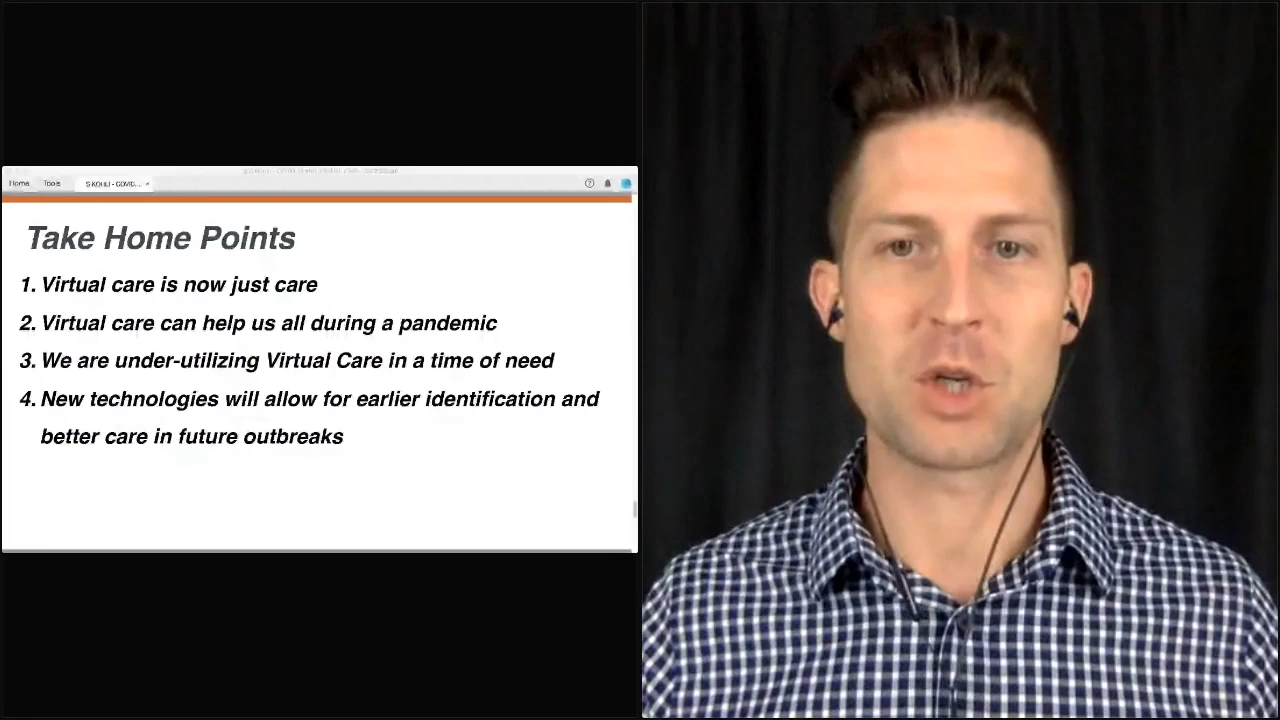 Home Tools S KOHLI - COVID... ×
Take Home Points
1. Virtual care is now just care
2. Virtual care can help us all during a pandemic
3. We are under-utilizing Virtual Care in a time of need
4. New technologies will allow for earlier identification and
better care in future outbreaks